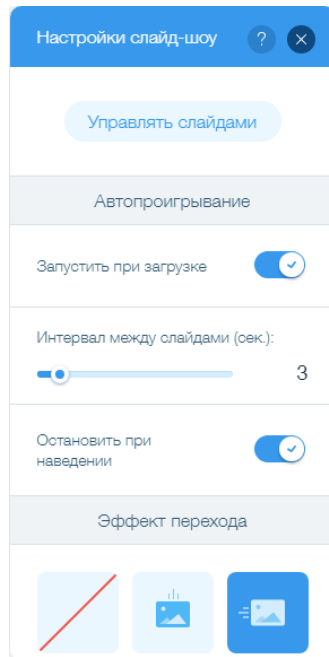 Настройки слайд-шоу ?
Управлять слайдами
Автопроигрывание
Запустить при загрузке
Интервал между слайдами (сек.):
3
Остановить при
наведении
Эффект перехода